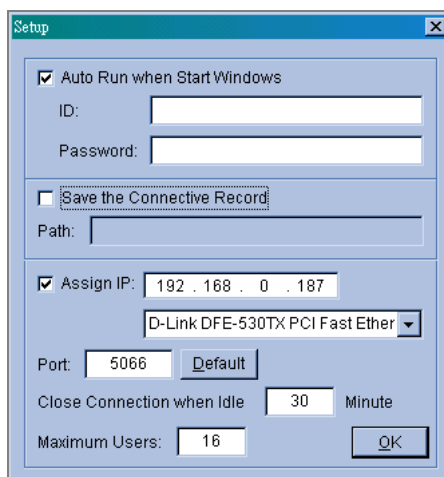 Setup
Auto Run when Start Windows
ID:
Password:
Save the Connective Record
Path:
Assign IP: 192 . 168 . 0 . 187
D-Link DFE-530TX PCI Fast Ether
Port: 5066 Default
Close Connection when Idle 30 Minute
Maximum Users: 16 OK